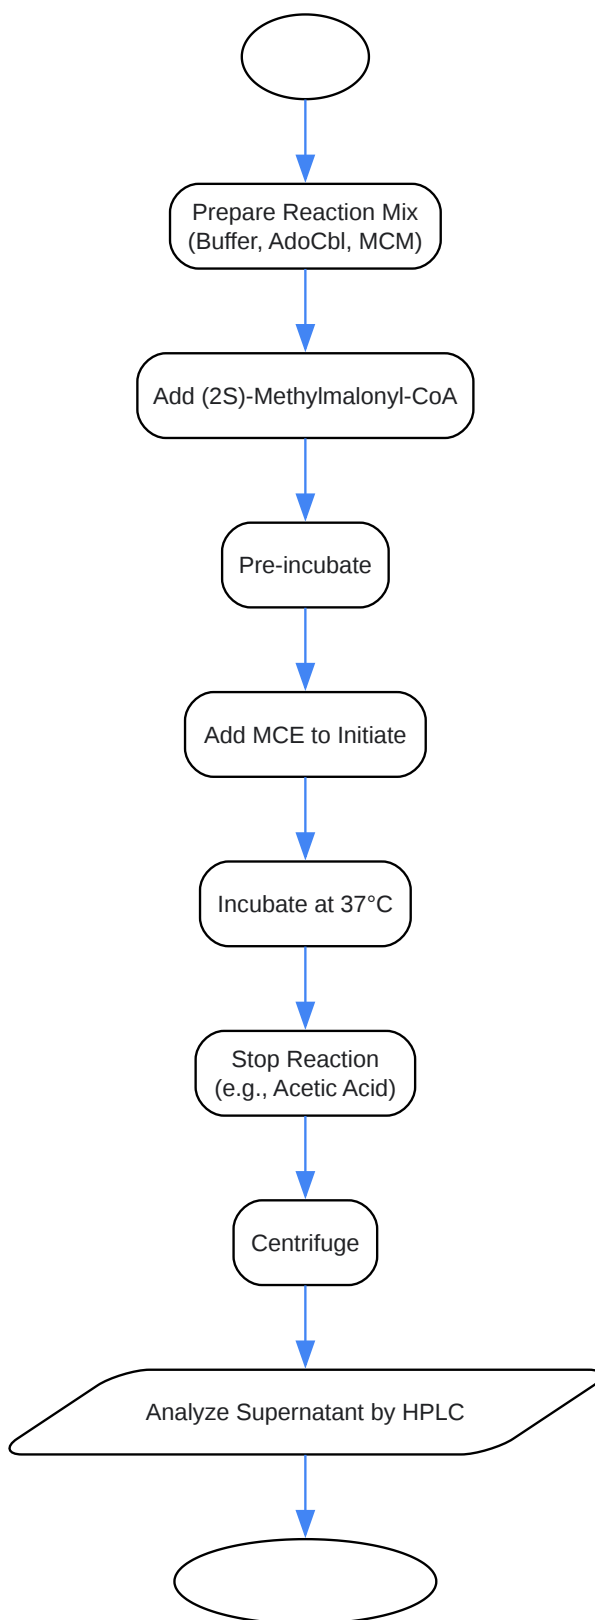 Prepare Reaction Mix
(Buffer, AdoCbl, MCM)
Add (2S)-Methylmalonyl-CoA
Pre-incubate
Add MCE to Initiate
Incubate at 37°C
Stop Reaction
(e.g., Acetic Acid)
Centrifuge
Analyze Supernatant by HPLC